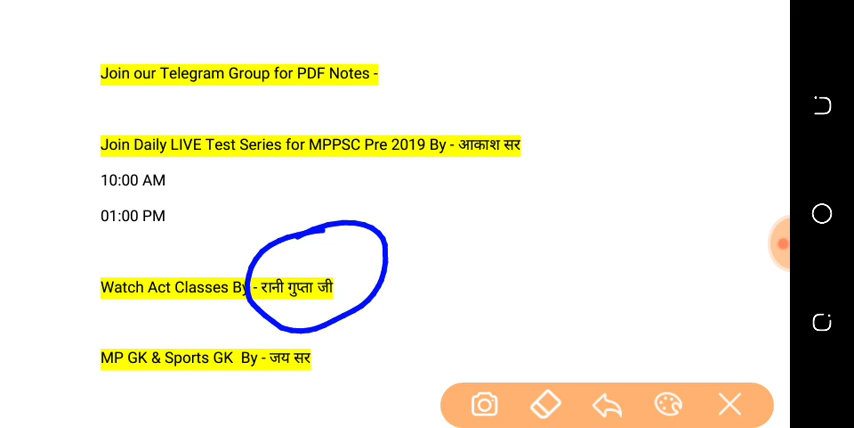 Join our Telegram Group for PDF Notes -
Join Daily LIVE Test Series for MPPSC Pre 2019 By - आकाश सर
10:00 AM
01:00 PM
Watch Act Classes By - रानी गुप्ता जी
MP GK & Sports GK By - जय सर